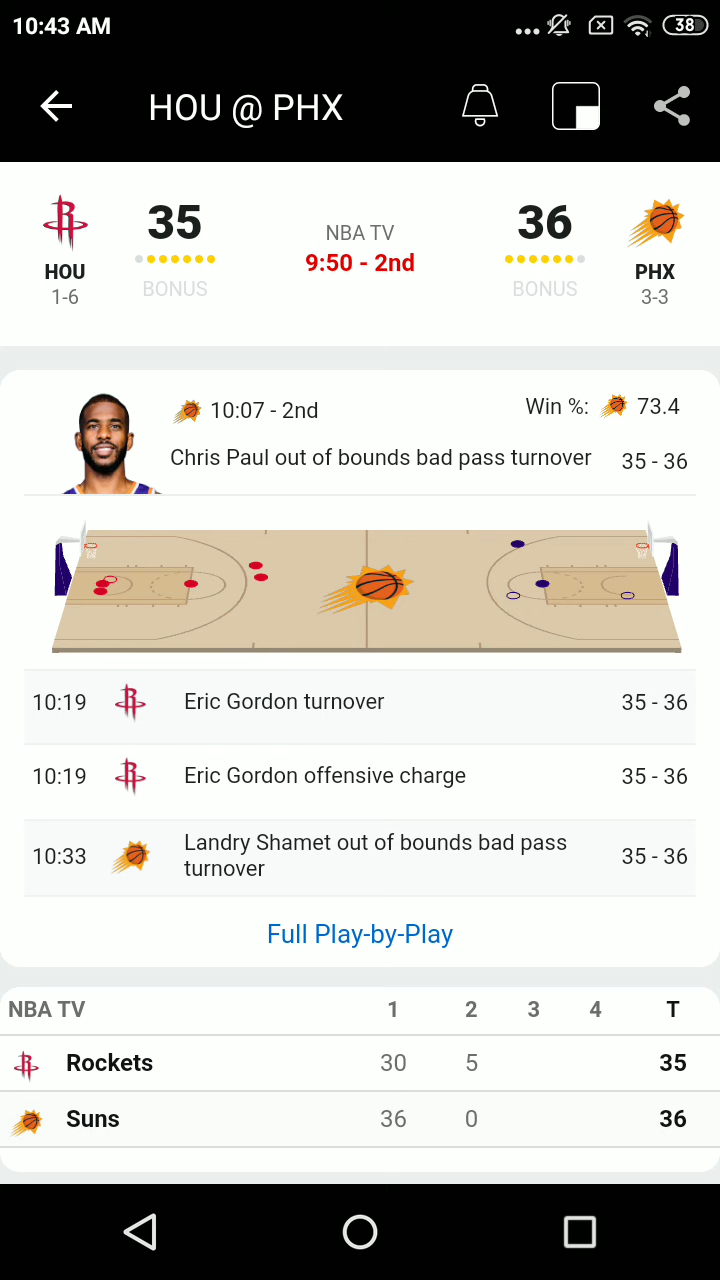 10:43 AM
38
HOU @ PHX
35
36
NBA TV
9:50 - 2nd
HOU
1-6
BONUS
BONUS
PHX
3-3
10:07 - 2nd
Win %: 73.4
Chris Paul out of bounds bad pass turnover
35 - 36
10:19
Eric Gordon turnover
35 - 36
10:19
Eric Gordon offensive charge
35 - 36
10:33
Landry Shamet out of bounds bad pass
turnover
35 - 36
Full Play-by-Play
NBA TV 1 2 3 4 T
Rockets 30 5 35
Suns 36 0 36